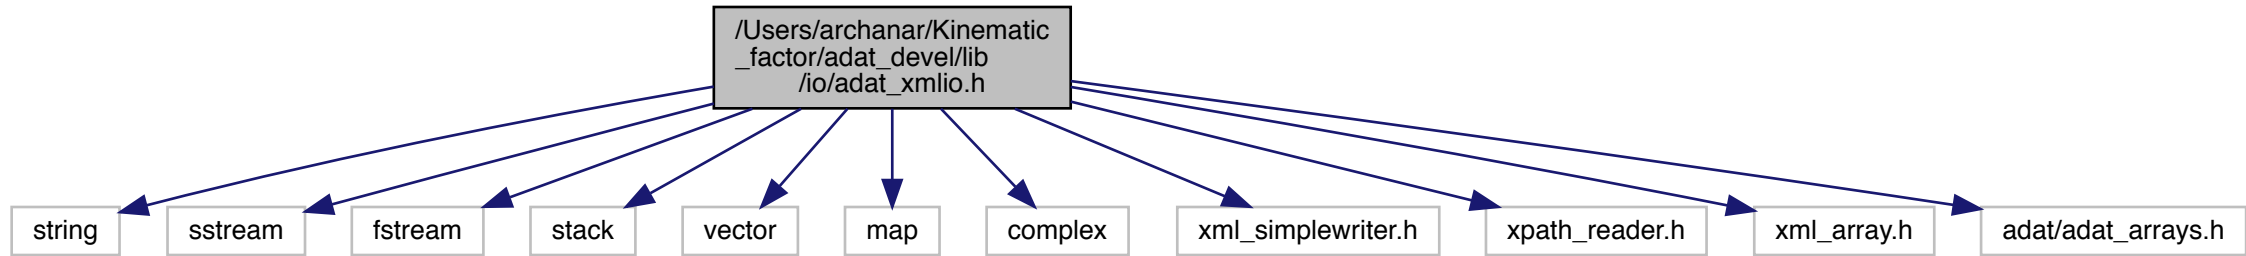 /Users/archanar/Kinematic
_factor/adat_devel/lib
/io/adat_xmlio.h
string
sstream
fstream
stack
vector
map
complex
xml_simplewriter.h
xpath_reader.h
xml_array.h
adat/adat_arrays.h